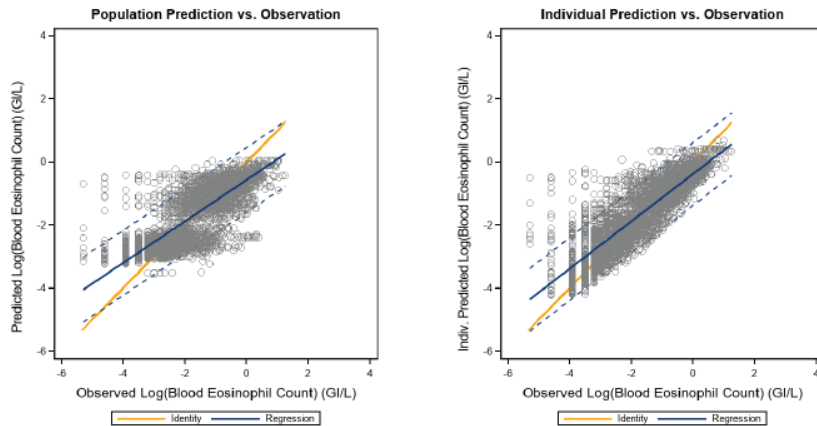 Population Prediction vs. Observation
Predicted Log(Blood Eosinophil Count) (GI/L)
4
2
0
-2
-4
-6
-6 -4 -2 0 2 4
Observed Log(Blood Eosinophil Count) (GI/L)
Identity Regression
Individual Prediction vs. Observation
Indiv. Predicted Log(Blood Eosinophil Count) (GI/L)
4
2
0
-2
-4
-6
-6 -4 -2 0 2 4
Observed Log(Blood Eosinophil Count) (GI/L)
Identity Regression